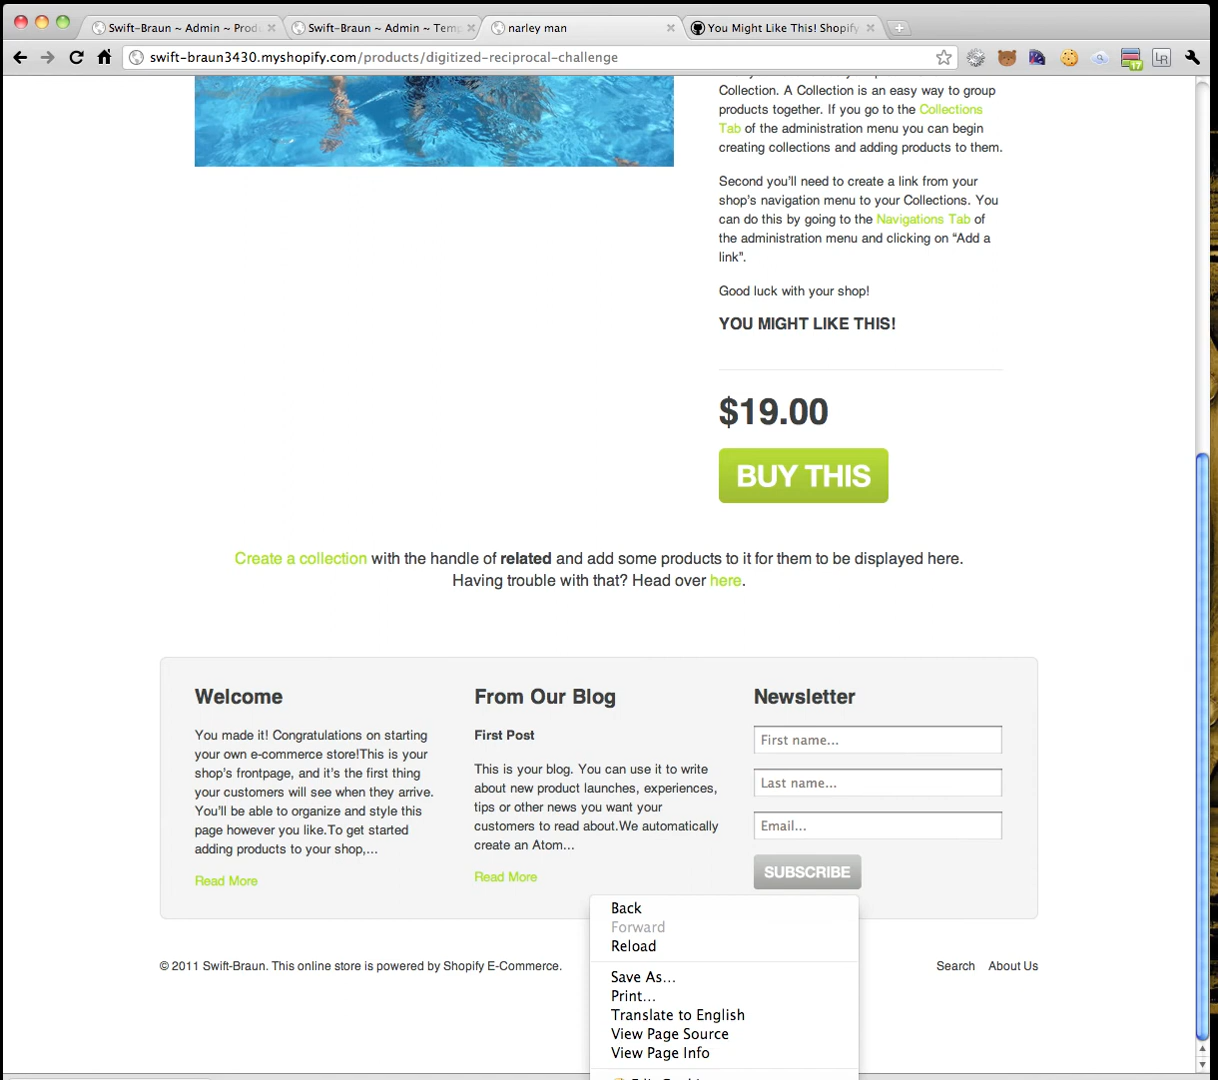 Swift-Braun ~ Admin ~ Prod
Swift-Braun ~ Admin ~ Temp
narley man
You Might Like This! Shopify
swift-braun3430.myshopify.com/products/digitized-reciprocal-challenge
17
LR
Collection. A Collection is an easy way to group
products together. If you go to the Collections
Tab of the administration menu you can begin
creating collections and adding products to them.
Second you'll need to create a link from your
shop's navigation menu to your Collections. You
can do this by going to the Navigations Tab of
the administration menu and clicking on “Add a
link”.
Good luck with your shop!
YOU MIGHT LIKE THIS!
$19.00
BUY THIS
Create a collection with the handle of related and add some products to it for them to be displayed here.
Having trouble with that? Head over here.
Welcome
You made it! Congratulations on starting
your own e-commerce store!This is your
shop's frontpage, and it's the first thing
your customers will see when they arrive.
You'll be able to organize and style this
page however you like.To get started
adding products to your shop,...
Read More
From Our Blog
First Post
This is your blog. You can use it to write
about new product launches, experiences,
tips or other news you want your
customers to read about.We automatically
create an Atom...
Read More
Newsletter
First name...
Last name...
Email...
SUBSCRIBE
Back
Forward
Reload
Save As...
Print...
Translate to English
View Page Source
View Page Info
© 2011 Swift-Braun. This online store is powered by Shopify E-Commerce.
Search About Us